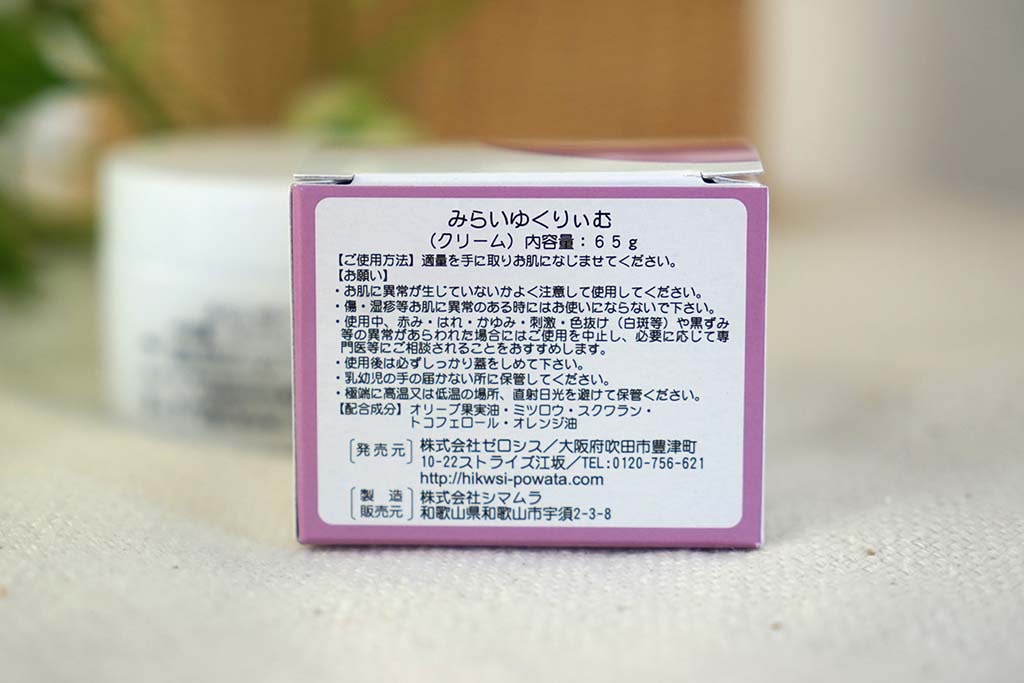 みらいゆくりぃむ
（クリーム）内容量：６５ｇ
【ご使用方法】適量を手に取りお肌になじませてください。
【お願い】
・お肌に異常が生じていないかよく注意して使用してください。
・傷・湿疹等お肌に異常のある時にはお使いにならないで下さい。
・使用中、赤み・はれ・かゆみ・刺激・色抜け（白斑等）や黒ずみ
等の異常があらわれた場合にはご使用を中止し、必要に応じて専
門医等にご相談されることをおすすめします。
・使用後は必ずしっかり蓋をしめて下さい。
・乳幼児の手の届かない所に保管してください。
・極端に高温又は低温の場所、直射日光を避けて保管ください。
【配合成分】オリーブ果実油・ミツロウ・スクワラン・
トコフェロール・オレンジ油
〔発売元〕株式会社ゼロシス／大阪府吹田市豊津町
10-22ストライズ江坂／TEL:0120-756-621
http://hikwsi-powata.com
〔製造販売元〕株式会社シマムラ
和歌山県和歌山市宇須2-3-8